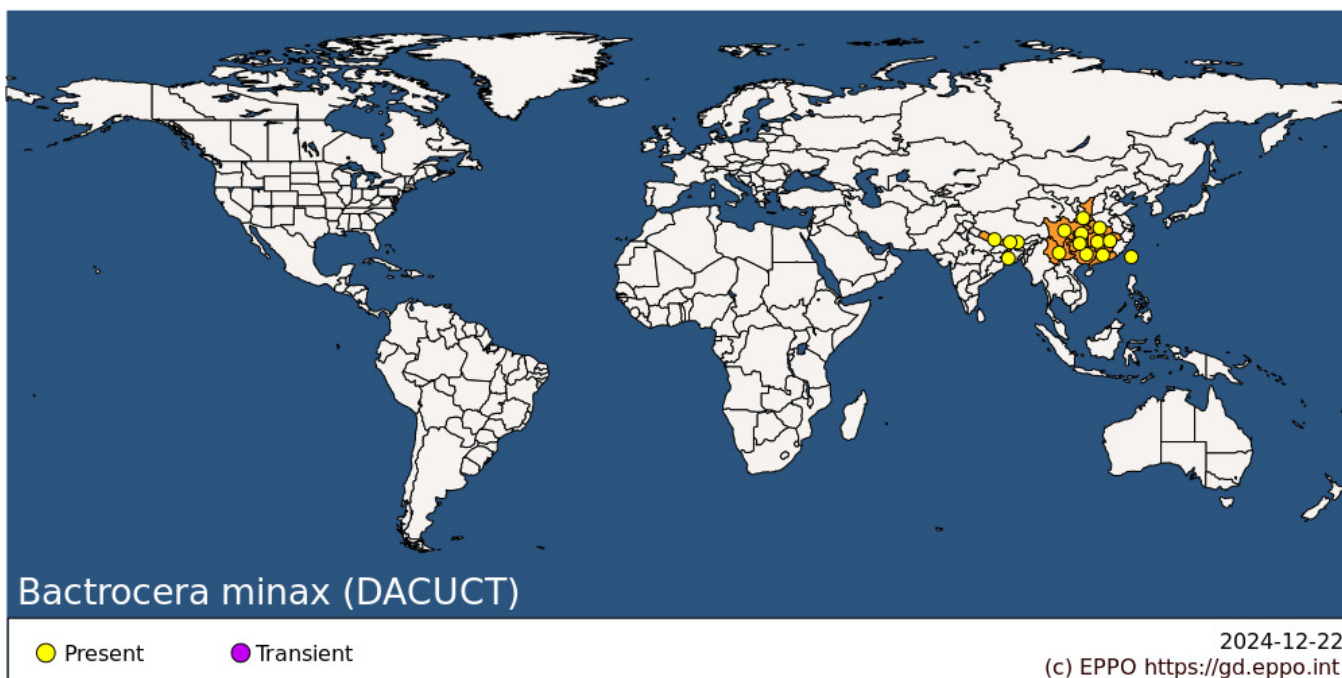 Bactrocera minax (DACUCT)
Present
Transient
2024-12-22
(c) EPPO https://gd.eppo.int